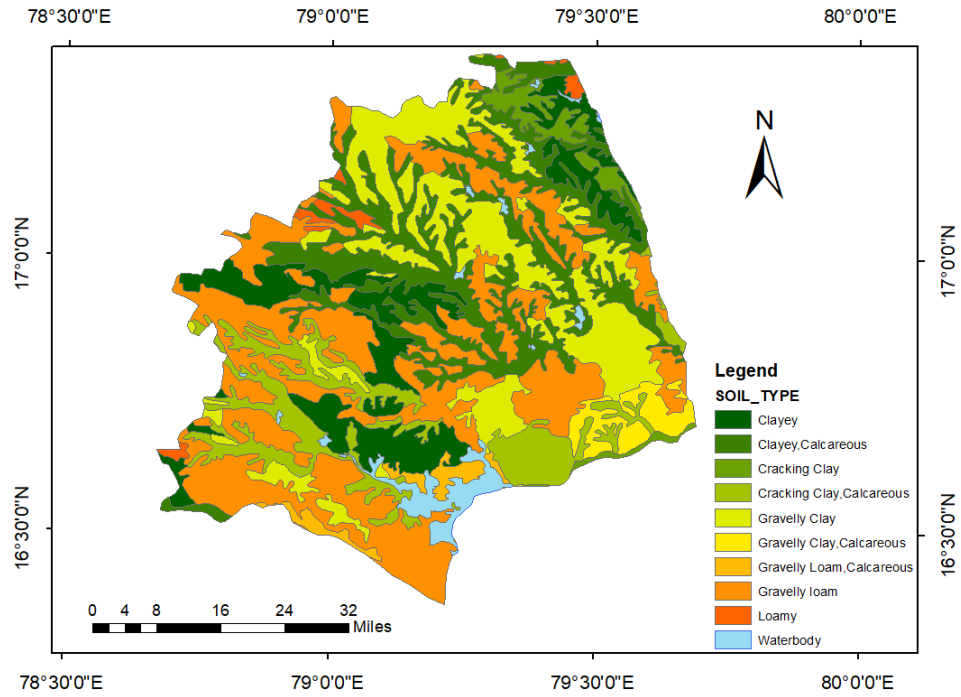 78°30'0"E 79°0'0"E 79°30'0"E 80°0'0"E
N
17°0'0"N
17°0'0"N
Legend
SOIL_TYPE
Clayey
Clayey,Calcareous
Cracking Clay
Cracking Clay,Calcareous
Gravelly Clay
Gravelly Clay,Calcareous
Gravelly Loam,Calcareous
Gravelly loam
Loamy
Waterbody
16°30'0"N
16°30'0"N
0 4 8 16 24 32
Miles
78°30'0"E 79°0'0"E 79°30'0"E 80°0'0"E